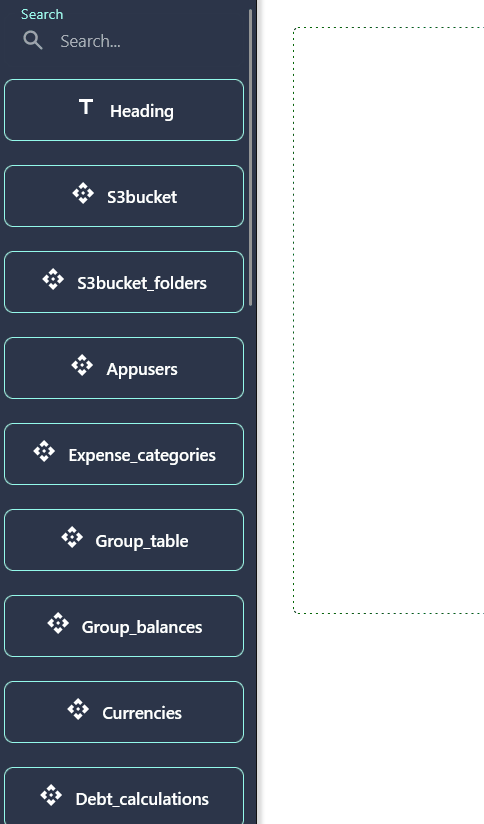 Search
Search...
Heading
S3bucket
S3bucket_folders
Appusers
Expense_categories
Group_table
Group_balances
Currencies
Debt_calculations